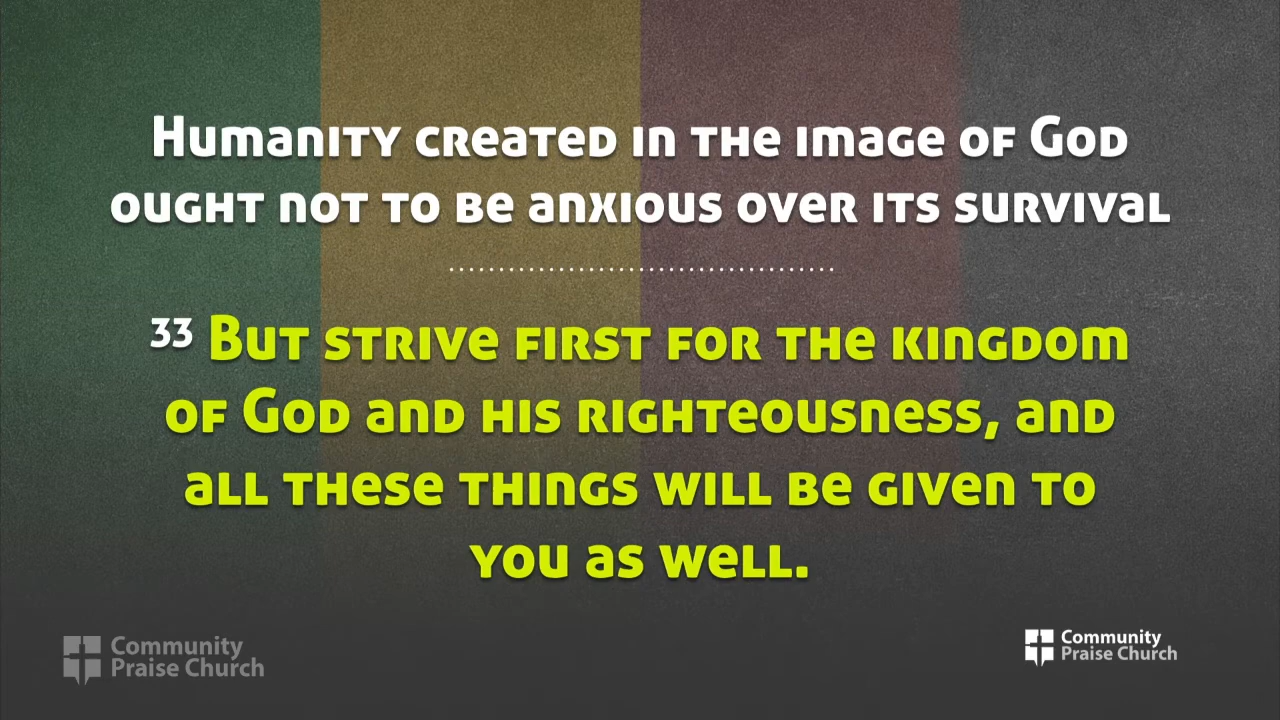 Humanity created in the image of God
ought not to be anxious over its survival
33 But strive first for the kingdom
of God and his righteousness, and
all these things will be given to
you as well.
Community
Praise Church
Community
Praise Church